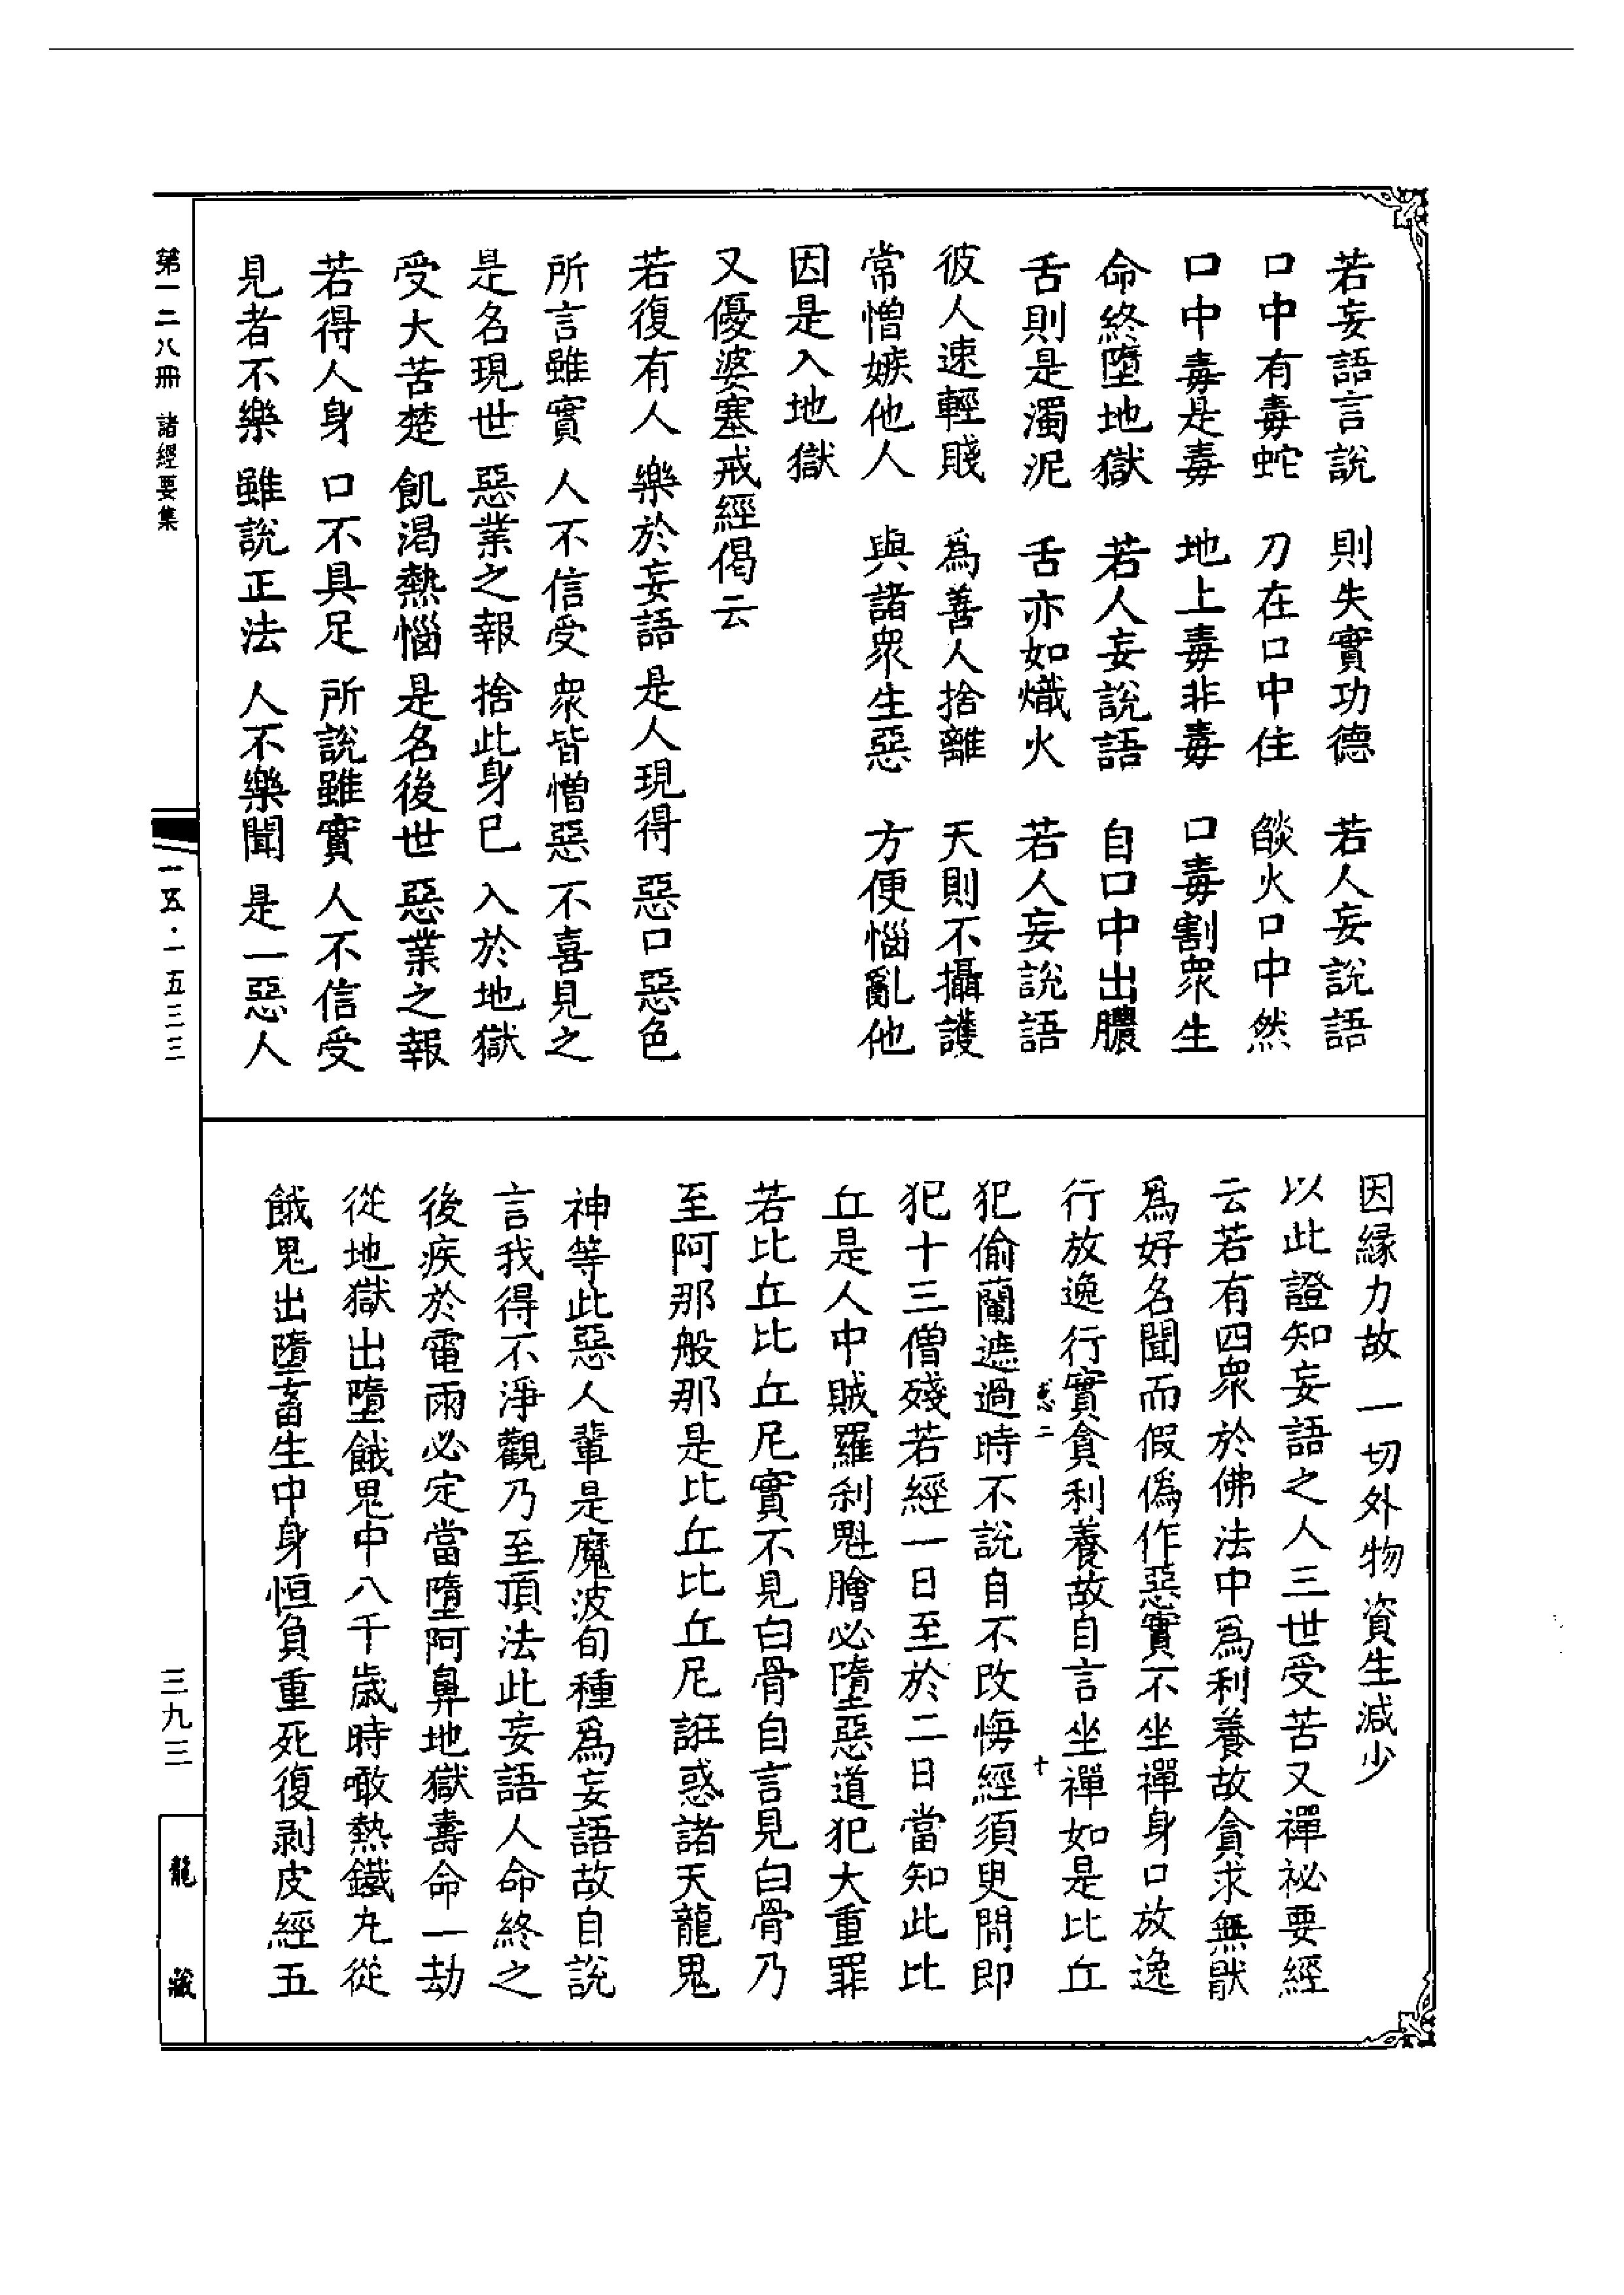 若妄語言說　則失實功德　若人妄說語
口中有毒蛇　刀在口中住　燄火口中然
口中毒是毒　地上毒非毒　口毒割衆生
命終墮地獄　若人妄說語　自口中出膿
舌則是濁泥　舌亦如熾火　若人妄說語
彼人速輕賤　爲善人捨離　天則不攝護
常憎嫉他人　與諸衆生惡　方便惱亂他
因是入地獄
又優婆塞戒經偈云
若復有人　樂於妄語　是人現得　惡口惡色
所言雖實　人不信受　衆皆憎惡　不喜見之
是名現世　惡業之報　捨此身已　入於地獄
受大苦楚　飢渴熱惱　是名後世　惡業之報
若得人身　口不具足　所說雖實　人不信受
見者不樂　雖說正法　人不樂聞　是一惡人
因緣力故　一切外物　資生減少
以此證知妄語之人三世受苦又禪祕要經
云若有四衆於佛法中爲利養故貪求無猒
爲好名聞而假僞作惡實不坐禪身口放逸
行放逸行實貪利養故自言坐禪如是比丘
二　十
犯偷蘭遮過時不說自不改悔經須臾間即
犯十三僧殘若經一日至於二日當知此比
丘是人中賊羅刹魁膾必墮惡道犯大重罪
若比丘比丘尼實不見白骨自言見白骨乃
至阿那般那是比丘比丘尼誑惑諸天龍鬼
神等此惡人輩是魔波旬種爲妄語故自說
言我得不淨觀乃至頂法此妄語人命終之
後疾於雹雨必定當墮阿鼻地獄壽命一劫
從地獄出墮餓鬼中八千歲時噉熱鐵丸從
餓鬼出墮畜生中身恒負重死復剥皮經五
第一二八冊　諸經要集
一五·一五三三
三九三
龍藏